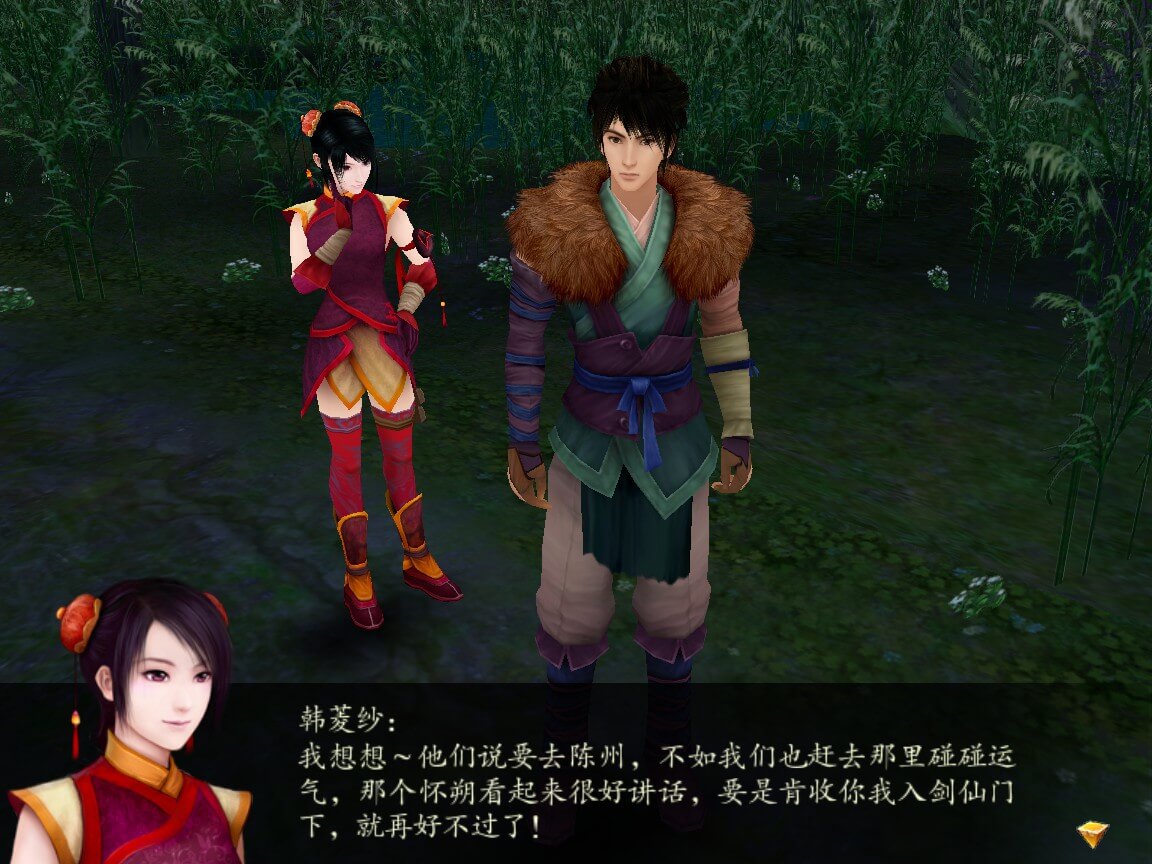 韩菱纱：
我想想～他们说要去陈州，不如我们也赶去那里碰碰运
气，那个怀朔看起来很好讲话，要是肯收你我入剑仙门
下，就再好不过了！